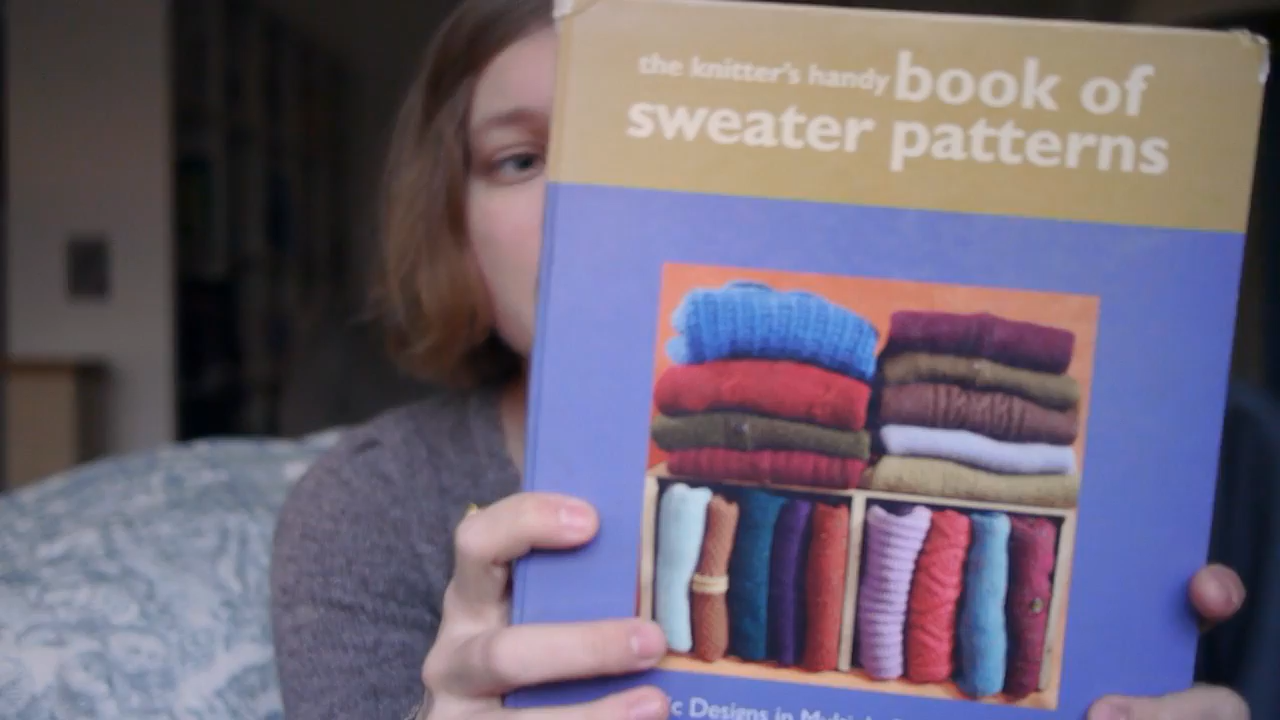 the knitter's handy book of
sweater patterns
Designs in